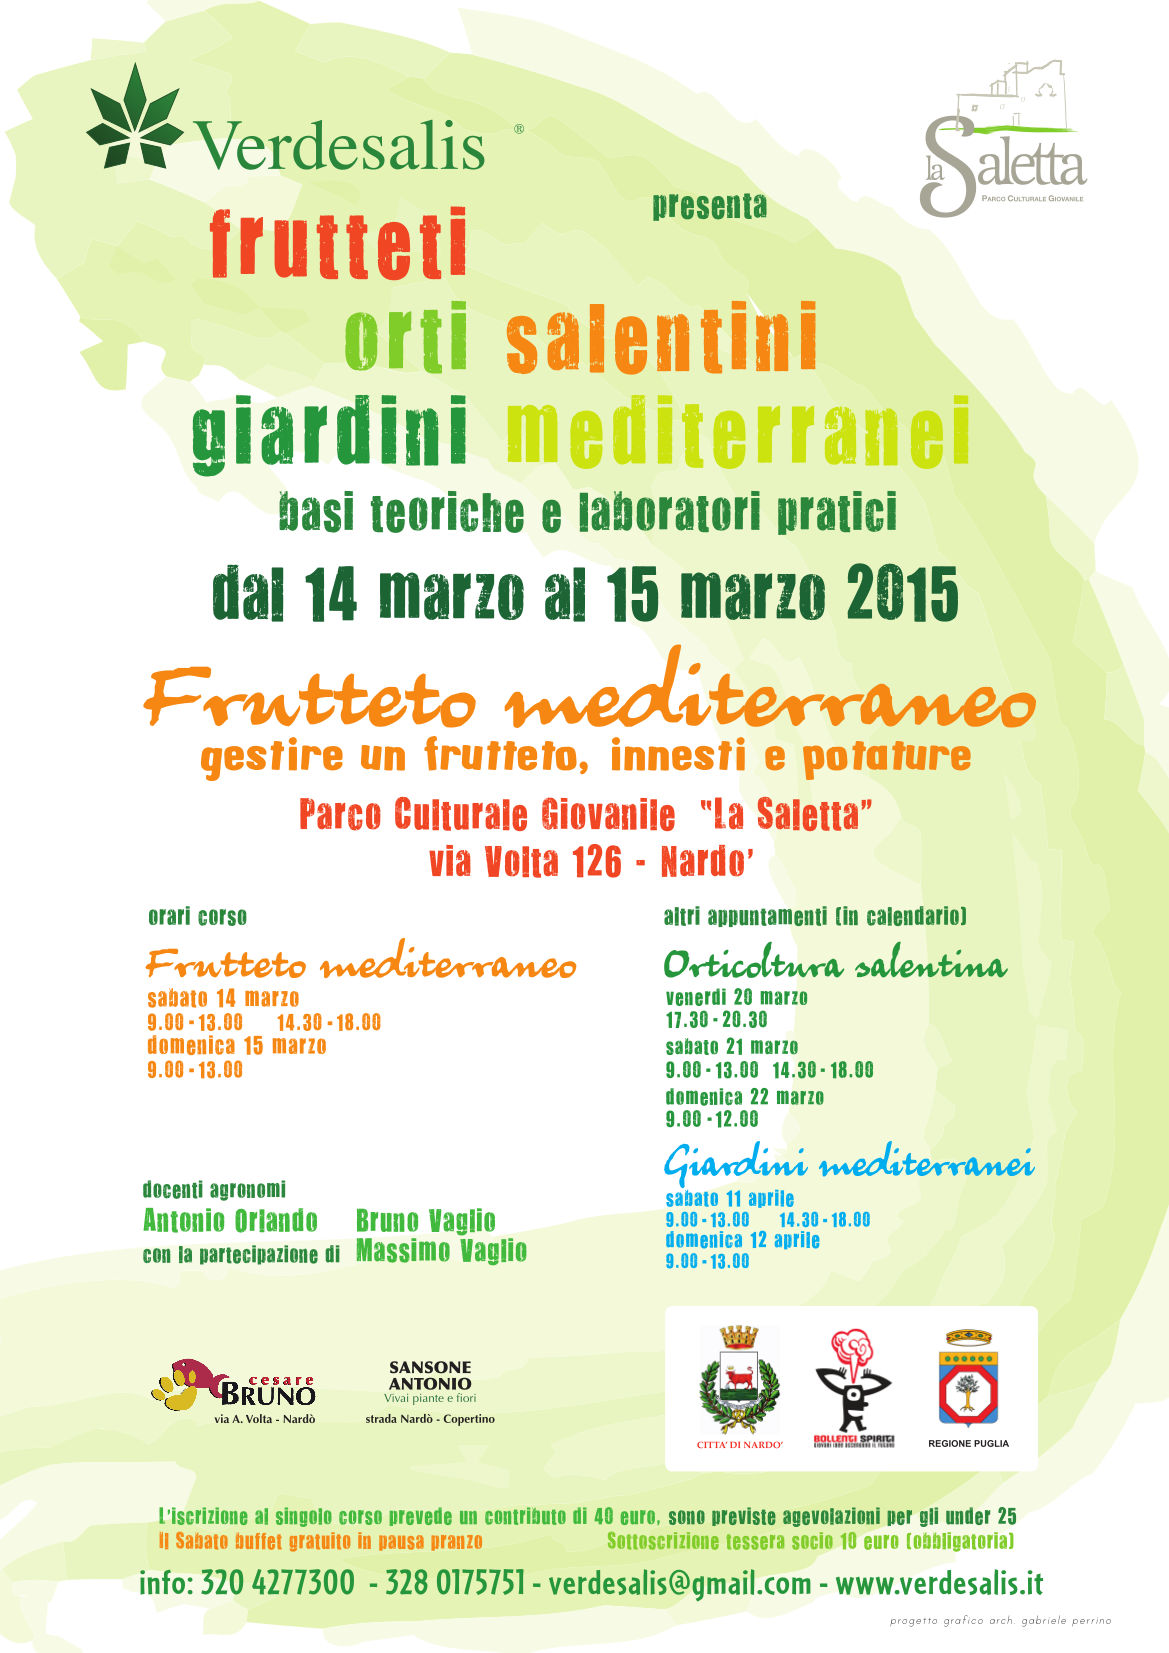 Verdesalis ®
la Saletta
PARCO CULTURALE GIOVANILE
presenta
frutteti
orti salentini
giardini mediterranei
basi teoriche e laboratori pratici
dal 14 marzo al 15 marzo 2015
Frutteto mediterraneo
gestire un frutteto, innesti e potature
Parco Culturale Giovanile "La Saletta"
via Volta 126 - Nardo'
orari corso
Frutteto mediterraneo
sabato 14 marzo
9.00 - 13.00 14.30 - 18.00
domenica 15 marzo
9.00 - 13.00
altri appuntamenti (in calendario)
Orticoltura salentina
venerdi 20 marzo
17.30 - 20.30
sabato 21 marzo
9.00 - 13.00 14.30 - 18.00
domenica 22 marzo
9.00 - 12.00
Giardini mediterranei
sabato 11 aprile
9.00 - 13.00 14.30 - 18.00
domenica 12 aprile
9.00 - 13.00
docenti agronomi
Antonio Orlando Bruno Vaglio
con la partecipazione di Massimo Vaglio
cesare
BRUNO
via A. Volta - Nardò
SANSONE
ANTONIO
Vivai piante e fiori
strada Nardò - Copertino
CITTA' DI NARDO'
BOLLENTI SPIRITI
GIOVANI IDEE ACCENDONO IL FUTURO
REGIONE PUGLIA
L'iscrizione al singolo corso prevede un contributo di 40 euro, sono previste agevolazioni per gli under 25
Il Sabato buffet gratuito in pausa pranzo Sottoscrizione tessera socio 10 euro (obbligatoria)
info: 320 4277300 - 328 0175751 - verdesalis@gmail.com - www.verdesalis.it
progetto grafico arch. gabriele perrino